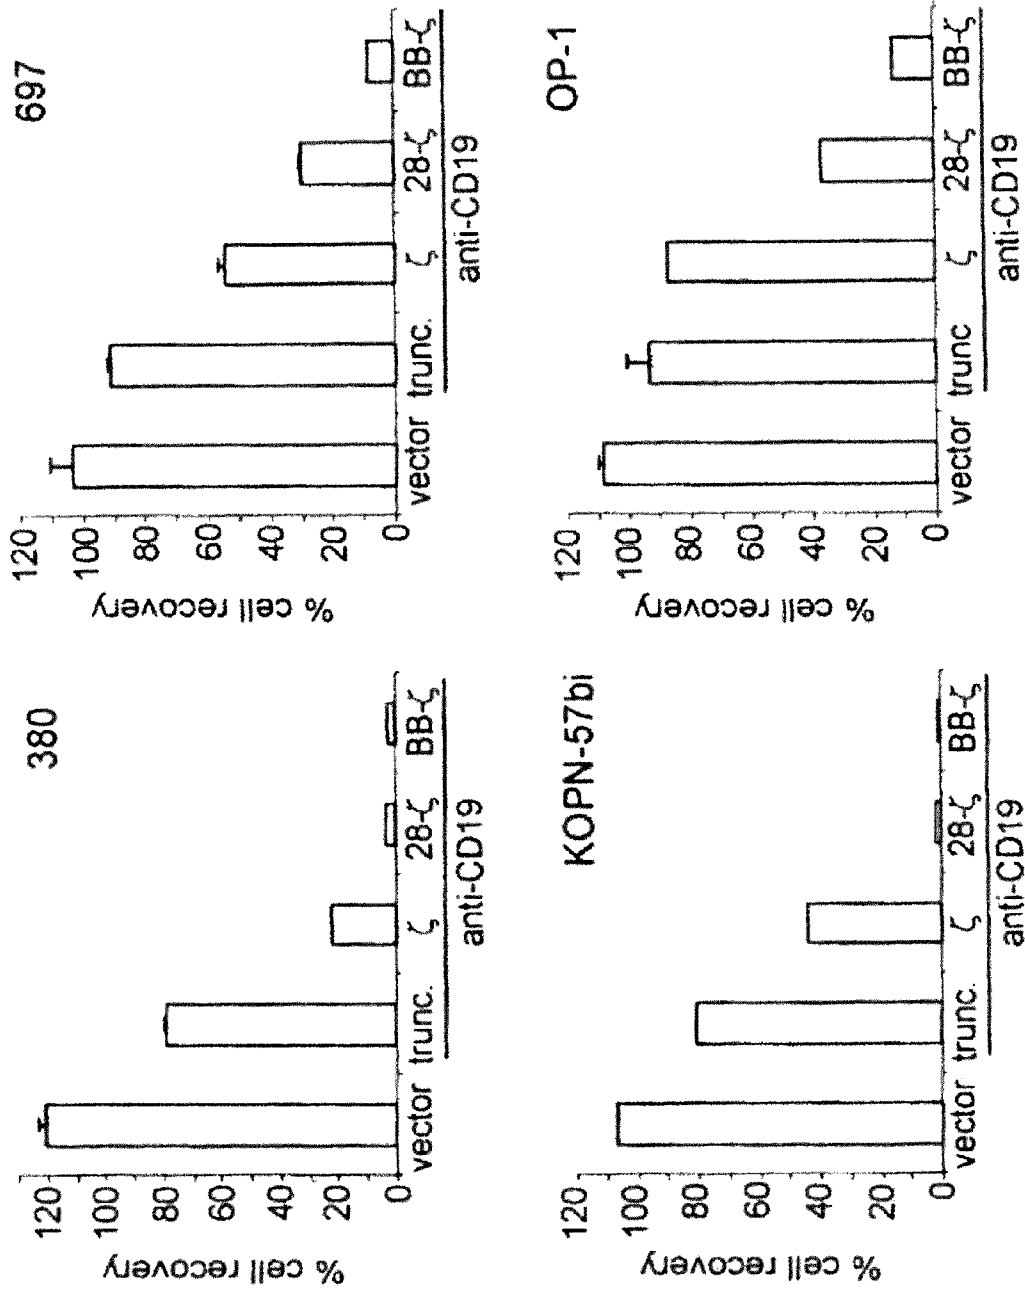 380
% cell recovery
120
100
80
60
40
20
0
vector trunc. ζ 28-ζ BB-ζ
anti-CD19
697
% cell recovery
120
100
80
60
40
20
0
vector trunc. ζ 28-ζ BB-ζ
anti-CD19
KOPN-57bi
% cell recovery
120
100
80
60
40
20
0
vector trunc. ζ 28-ζ BB-ζ
anti-CD19
OP-1
% cell recovery
120
100
80
60
40
20
0
vector trunc ζ 28-ζ BB-ζ
anti-CD19